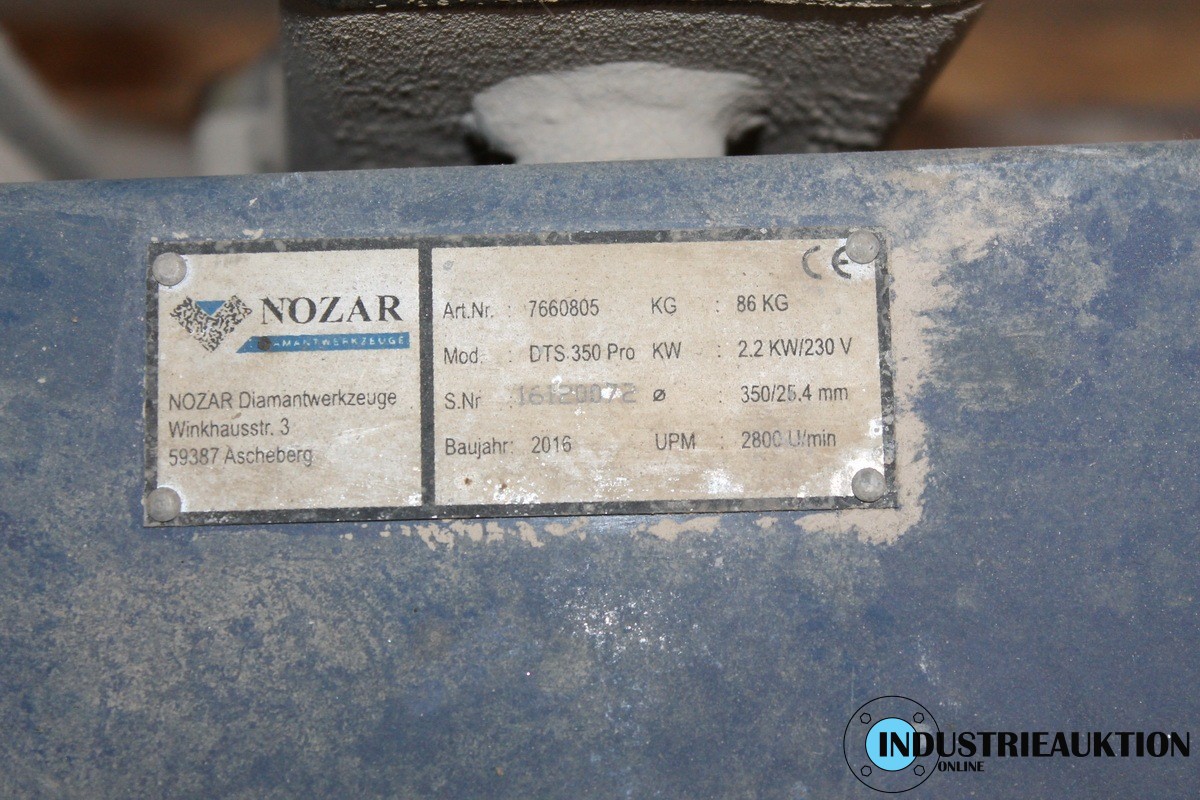 NOZAR
DIAMANTWERKZEUGE
NOZAR Diamantwerkzeuge
Winkhausstr. 3
59387 Ascheberg
CE
Art.Nr. : 7660805 KG : 86 KG
Mod. : DTS 350 Pro KW : 2.2 KW/230 V
S.Nr : 16120072 ø : 350/25,4 mm
Baujahr : 2016 UPM : 2800 U/min
INDUSTRIEAUKTION
ONLINE